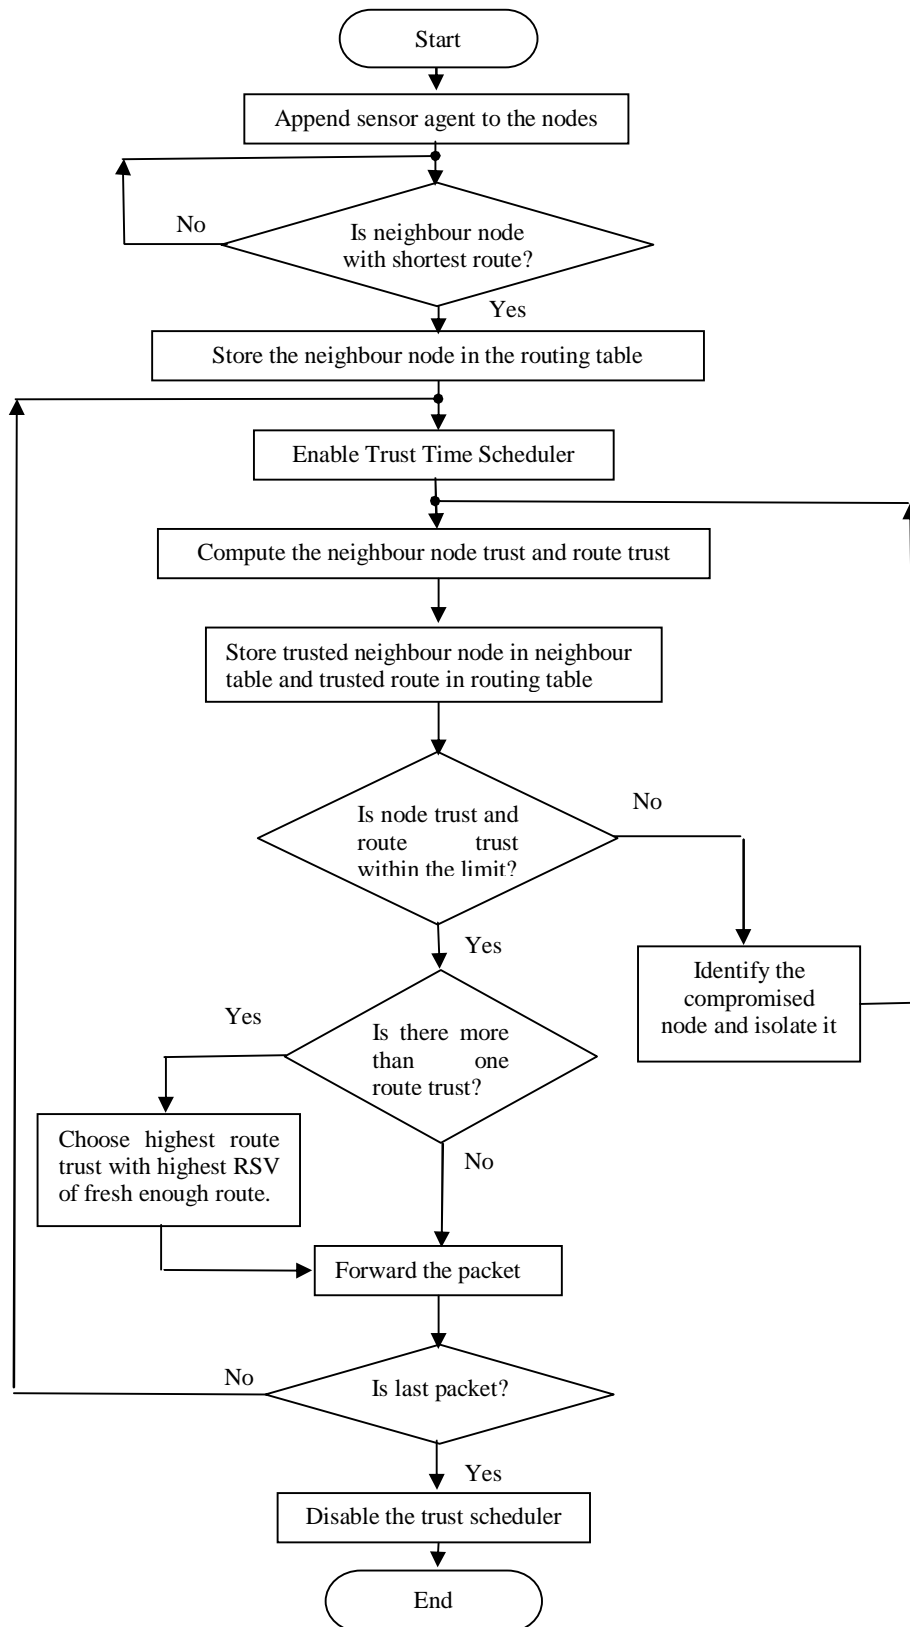 Start
Append sensor agent to the nodes
No
Is neighbour node
with shortest route?
Yes
Store the neighbour node in the routing table
Enable Trust Time Scheduler
Compute the neighbour node trust and route trust
Store trusted neighbour node in neighbour
table and trusted route in routing table
No
Is node trust and
route trust
within the limit?
Yes
Identify the
compromised
node and isolate it
Yes
Is there more
than one
route trust?
Choose highest route
trust with highest RSV
of fresh enough route.
No
Forward the packet
No
Is last packet?
Yes
Disable the trust scheduler
End